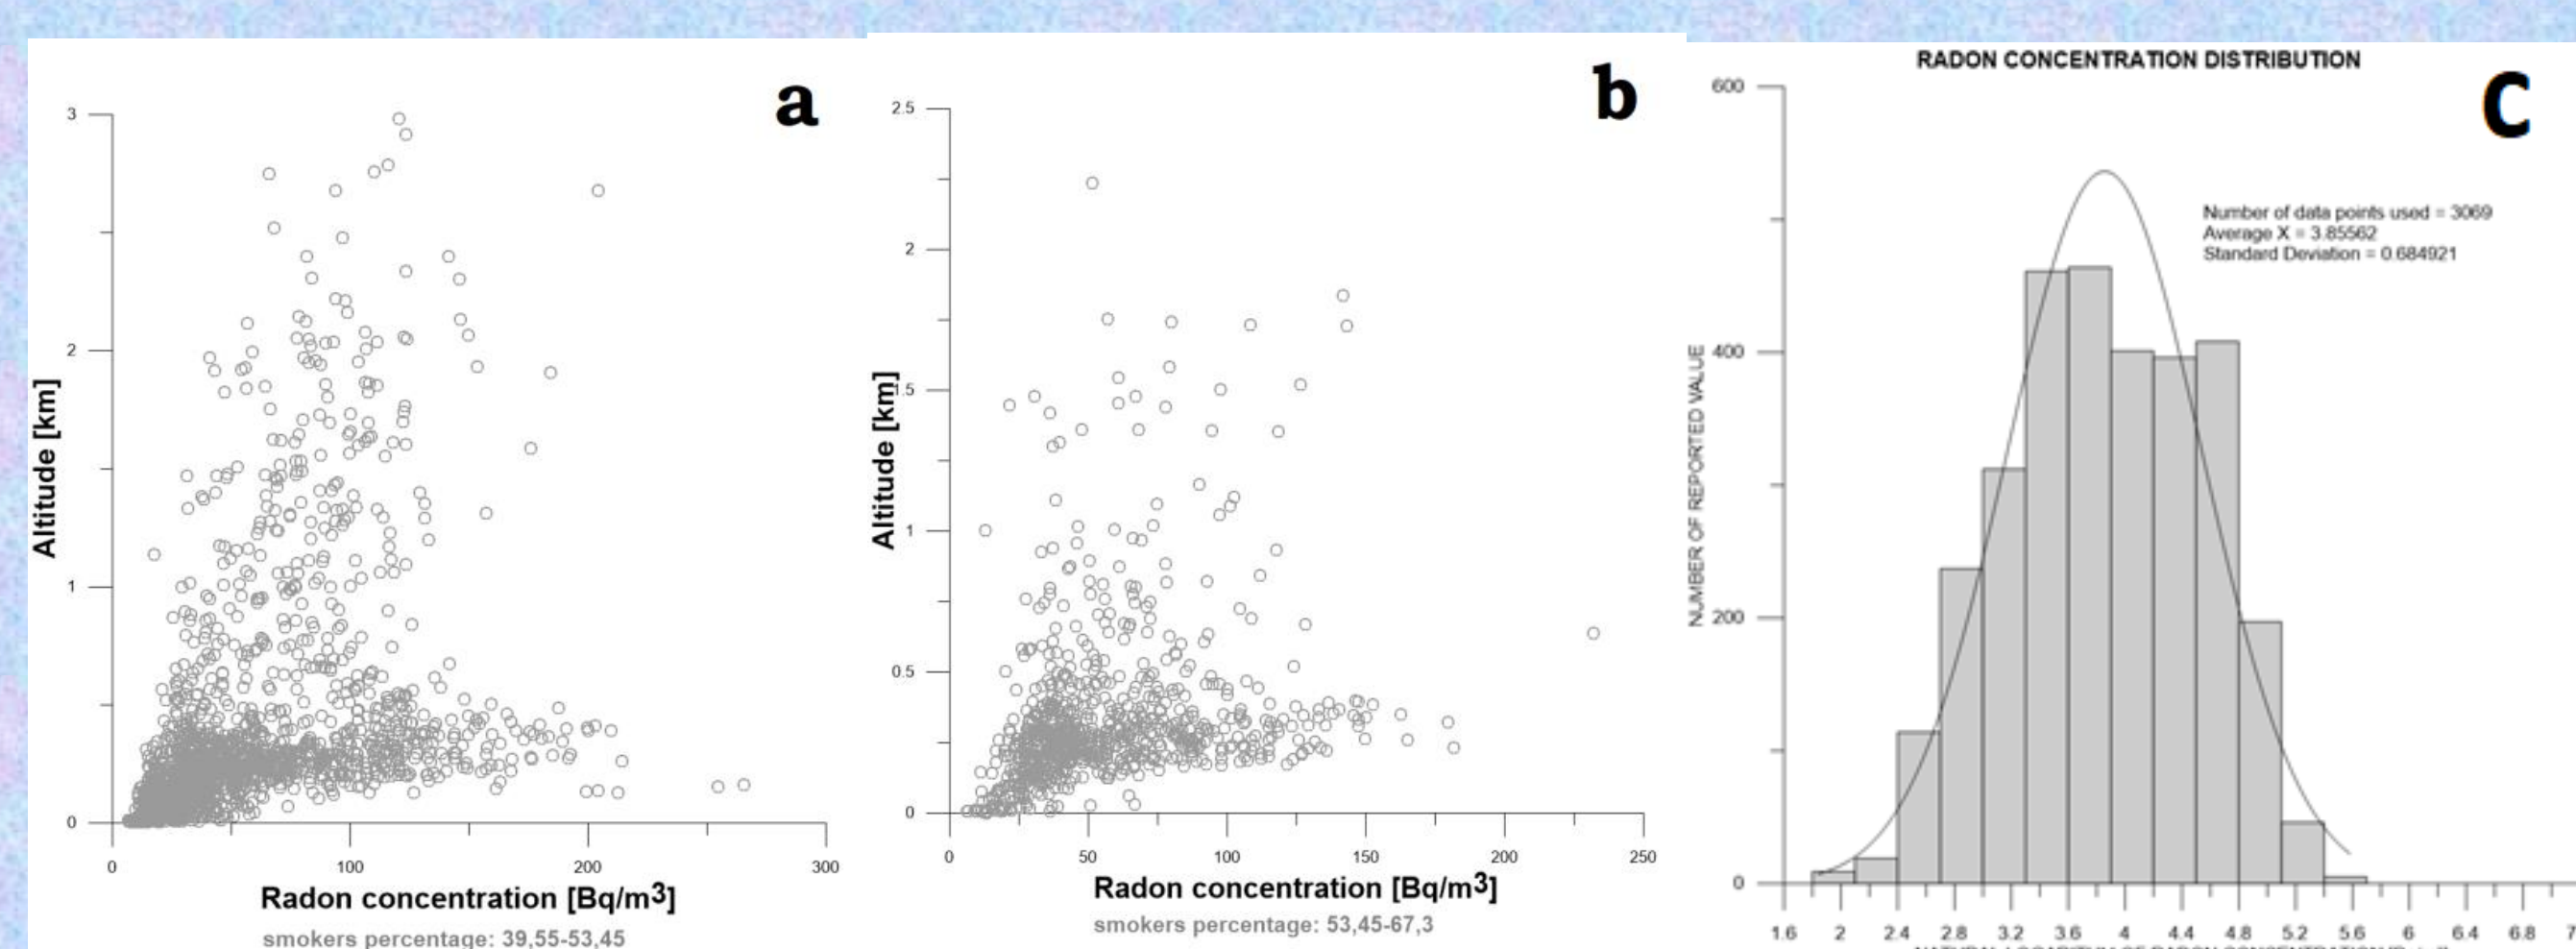 a
3
2
1
0
0 100 200 300
Altitude [km]
Radon concentration [Bq/m3]
smokers percentage: 39,55-53,45
b
2.5
2
1.5
1
0.5
0
0 50 100 150 200 250
Altitude [km]
Radon concentration [Bq/m3]
smokers percentage: 53,45-67,3
RADON CONCENTRATION DISTRIBUTION
C
600
400
200
0
NUMBER OF REPORTED VALUE
Number of data points used = 3069
Average X = 3.85562
Standard Deviation = 0.684921
1.6 2 2.4 2.8 3.2 3.6 4 4.4 4.8 5.2 5.6 6 6.4 6.8
NATURAL LOGARITHM OF RADON CONCENTRATION